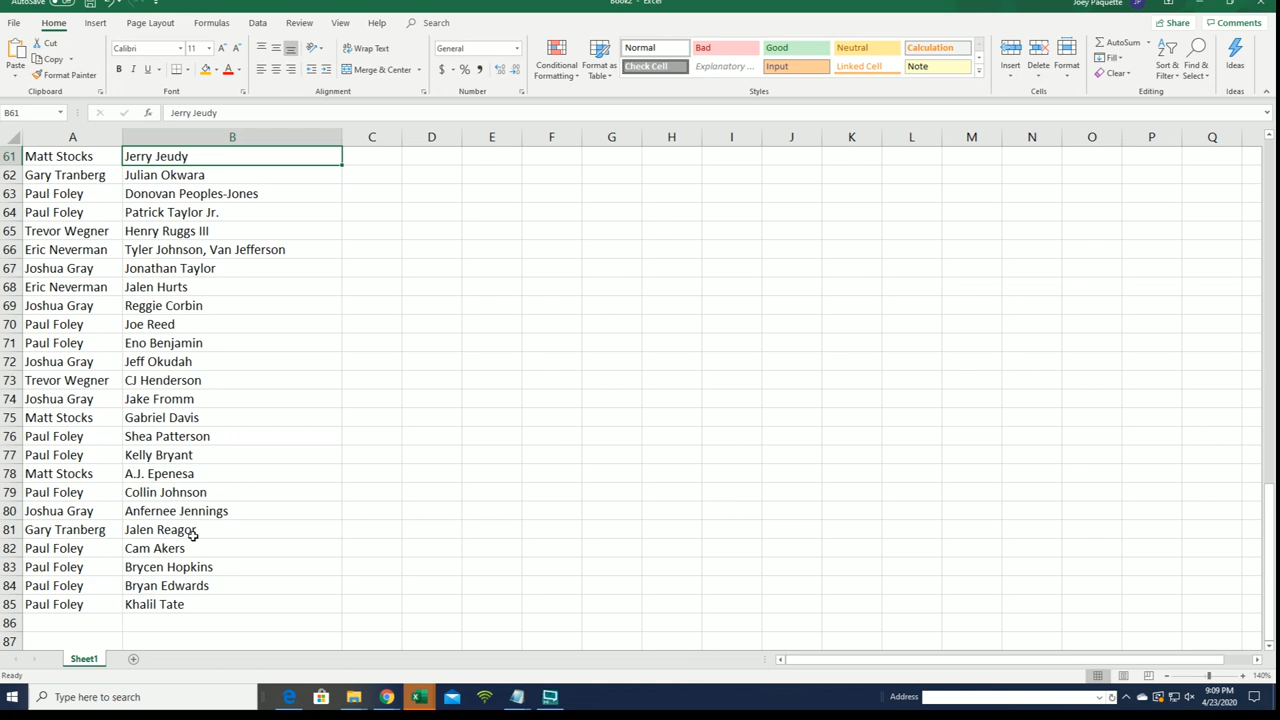 AutoSave Off Book2 - Excel Joey Paquette
File Home Insert Page Layout Formulas Data Review View Help Search Share Comments
Paste Cut Copy Format Painter Clipboard
Calibri 11 B I U A Font
Wrap Text Merge & Center Alignment
General $ % Number
Conditional Formatting Format as Table
Normal Bad Good Neutral Calculation
Check Cell Explanatory ... Input Linked Cell Note
Styles
Insert Delete Format Cells
AutoSum Fill Clear Sort & Filter Find & Select Editing
Ideas Ideas
B61 fx Jerry Jeudy
A B C D E F G H I J K L M N O P Q
61 Matt Stocks Jerry Jeudy
62 Gary Tranberg Julian Okwara
63 Paul Foley Donovan Peoples-Jones
64 Paul Foley Patrick Taylor Jr.
65 Trevor Wegner Henry Ruggs III
66 Eric Neverman Tyler Johnson, Van Jefferson
67 Joshua Gray Jonathan Taylor
68 Eric Neverman Jalen Hurts
69 Joshua Gray Reggie Corbin
70 Paul Foley Joe Reed
71 Paul Foley Eno Benjamin
72 Joshua Gray Jeff Okudah
73 Trevor Wegner CJ Henderson
74 Joshua Gray Jake Fromm
75 Matt Stocks Gabriel Davis
76 Paul Foley Shea Patterson
77 Paul Foley Kelly Bryant
78 Matt Stocks A.J. Epenesa
79 Paul Foley Collin Johnson
80 Joshua Gray Anfernee Jennings
81 Gary Tranberg Jalen Reagor
82 Paul Foley Cam Akers
83 Paul Foley Brycen Hopkins
84 Paul Foley Bryan Edwards
85 Paul Foley Khalil Tate
86
87
Sheet1
Ready 140%
Type here to search Address 9:09 PM
4/23/2020